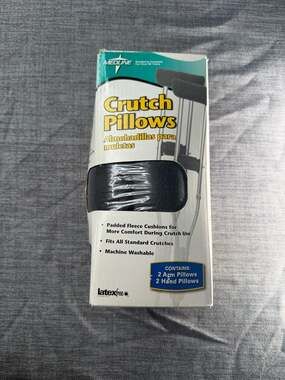 MEDLINE
Crutch
Pillows
Almohadillas para
muletas
• Padded Fleece Cushions for
More Comfort During Crutch Use
• Fits All Standard Crutches
• Machine Washable
CONTAINS:
2 Arm Pillows
2 Hand Pillows
latex free